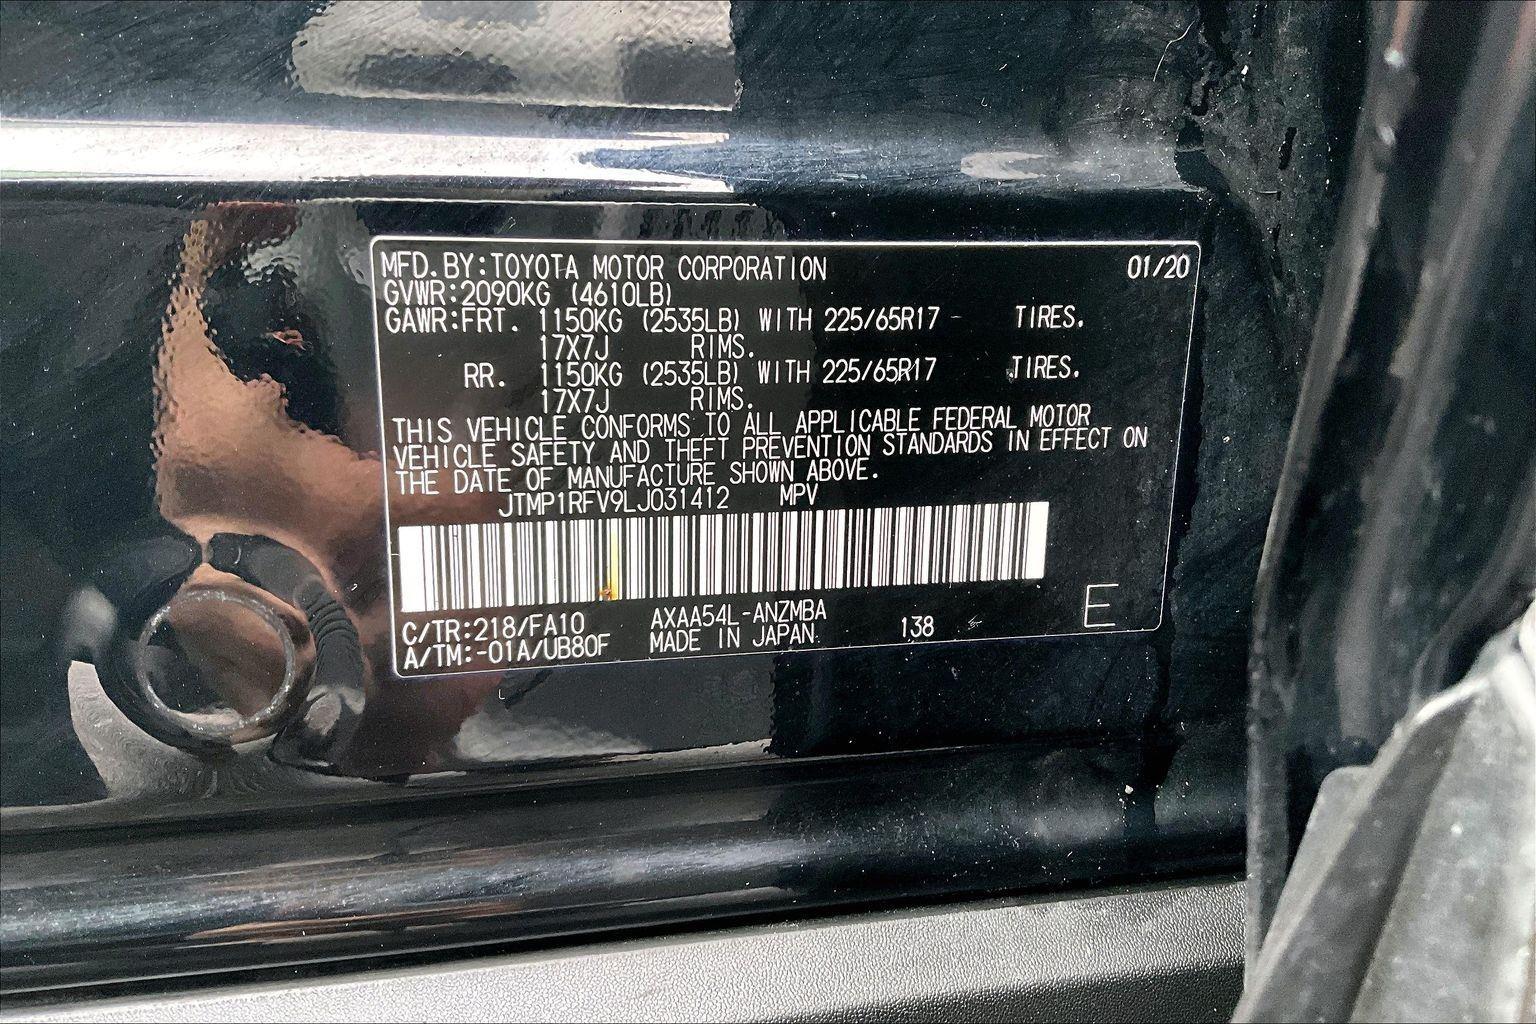 MFD. BY:TOYOTA MOTOR CORPORATION 01/20
GVWR:2090KG (4610LB)
GAWR:FRT. 1150KG (2535LB) WITH 225/65R17 TIRES.
17X7J RIMS.
RR. 1150KG (2535LB) WITH 225/65R17 TIRES.
17X7J RIMS.
THIS VEHICLE CONFORMS TO ALL APPLICABLE FEDERAL MOTOR
VEHICLE SAFETY AND THEFT PREVENTION STANDARDS IN EFFECT ON
THE DATE OF MANUFACTURE SHOWN ABOVE.
JTMP1RFV9LJ031412 MPV
C/TR:218/FA10 AXAA54L-ANZMBA 138 E
A/TM:-01A/UB80F MADE IN JAPAN